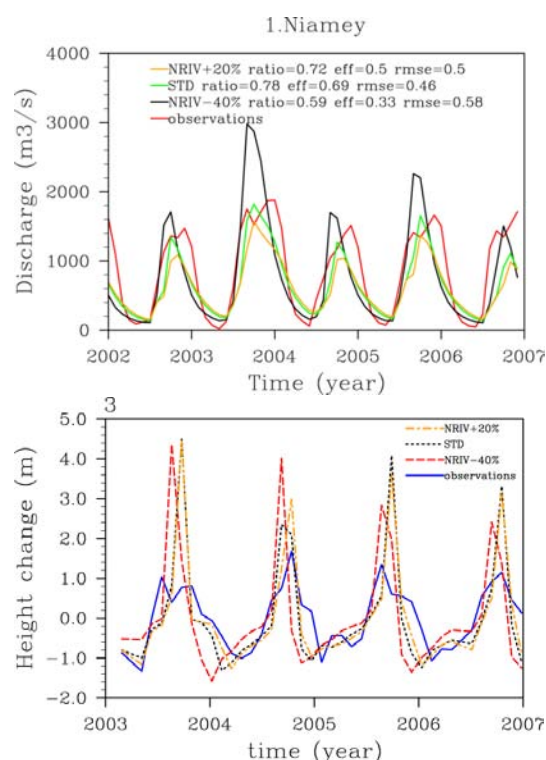 1.Niamey
4000
3000
2000
1000
0
Discharge (m3/s)
NRIV+20% ratio=0.72 eff=0.5 rmse=0.5
STD ratio=0.78 eff=0.69 rmse=0.46
NRIV-40% ratio=0.59 eff=0.33 rmse=0.58
observations
2002 2003 2004 2005 2006 2007
Time (year)
3
5.0
4.0
3.0
2.0
1.0
0.0
-1.0
-2.0
Height change (m)
NRIV+20%
STD
NRIV-40%
observations
2003 2004 2005 2006 2007
time (year)